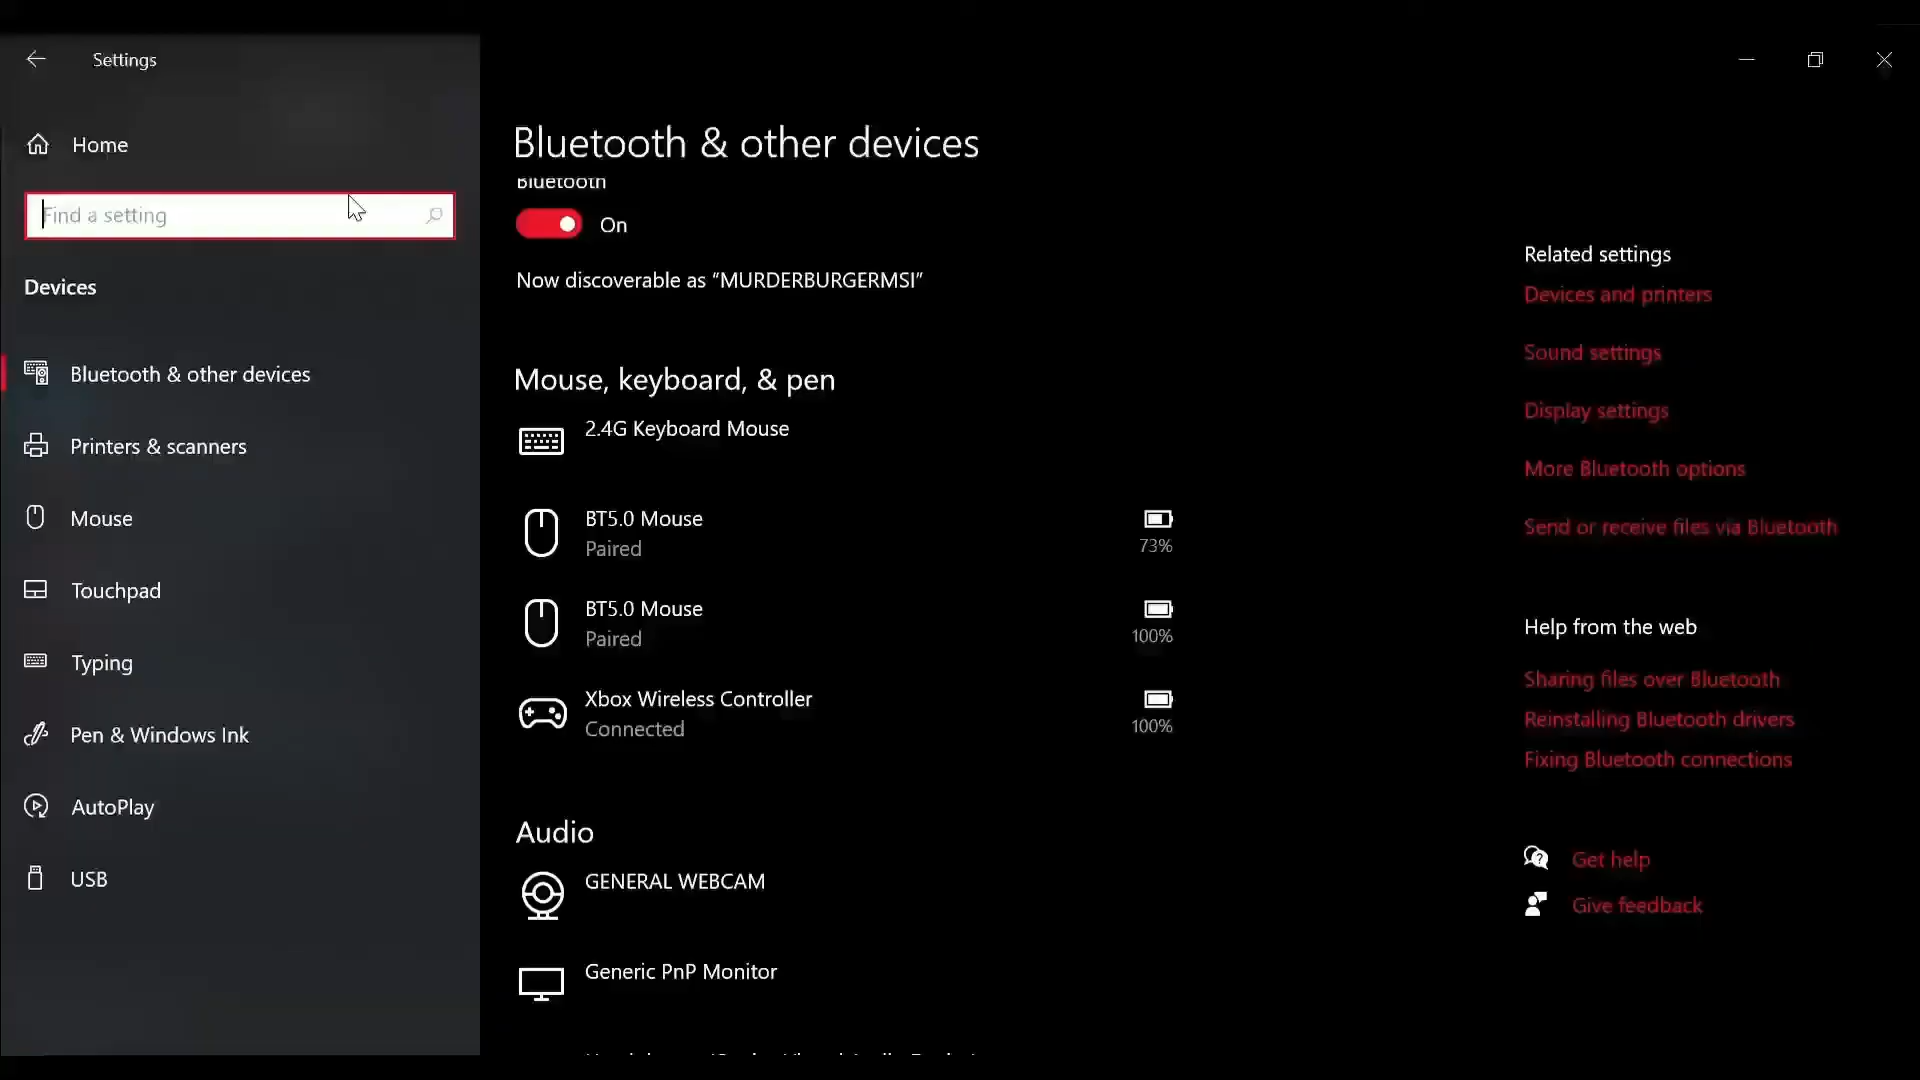 Settings
Home
Find a setting
Devices
Bluetooth & other devices
Printers & scanners
Mouse
Touchpad
Typing
Pen & Windows Ink
AutoPlay
USB
Bluetooth & other devices
Bluetooth
On
Now discoverable as “MURDERBURGERMSI”
Mouse, keyboard, & pen
2.4G Keyboard Mouse
BT5.0 Mouse
Paired
73%
BT5.0 Mouse
Paired
100%
Xbox Wireless Controller
Connected
100%
Audio
GENERAL WEBCAM
Generic PnP Monitor
Related settings
Devices and printers
Sound settings
Display settings
More Bluetooth options
Send or receive files via Bluetooth
Help from the web
Sharing files over Bluetooth
Reinstalling Bluetooth drivers
Fixing Bluetooth connections
Get help
Give feedback